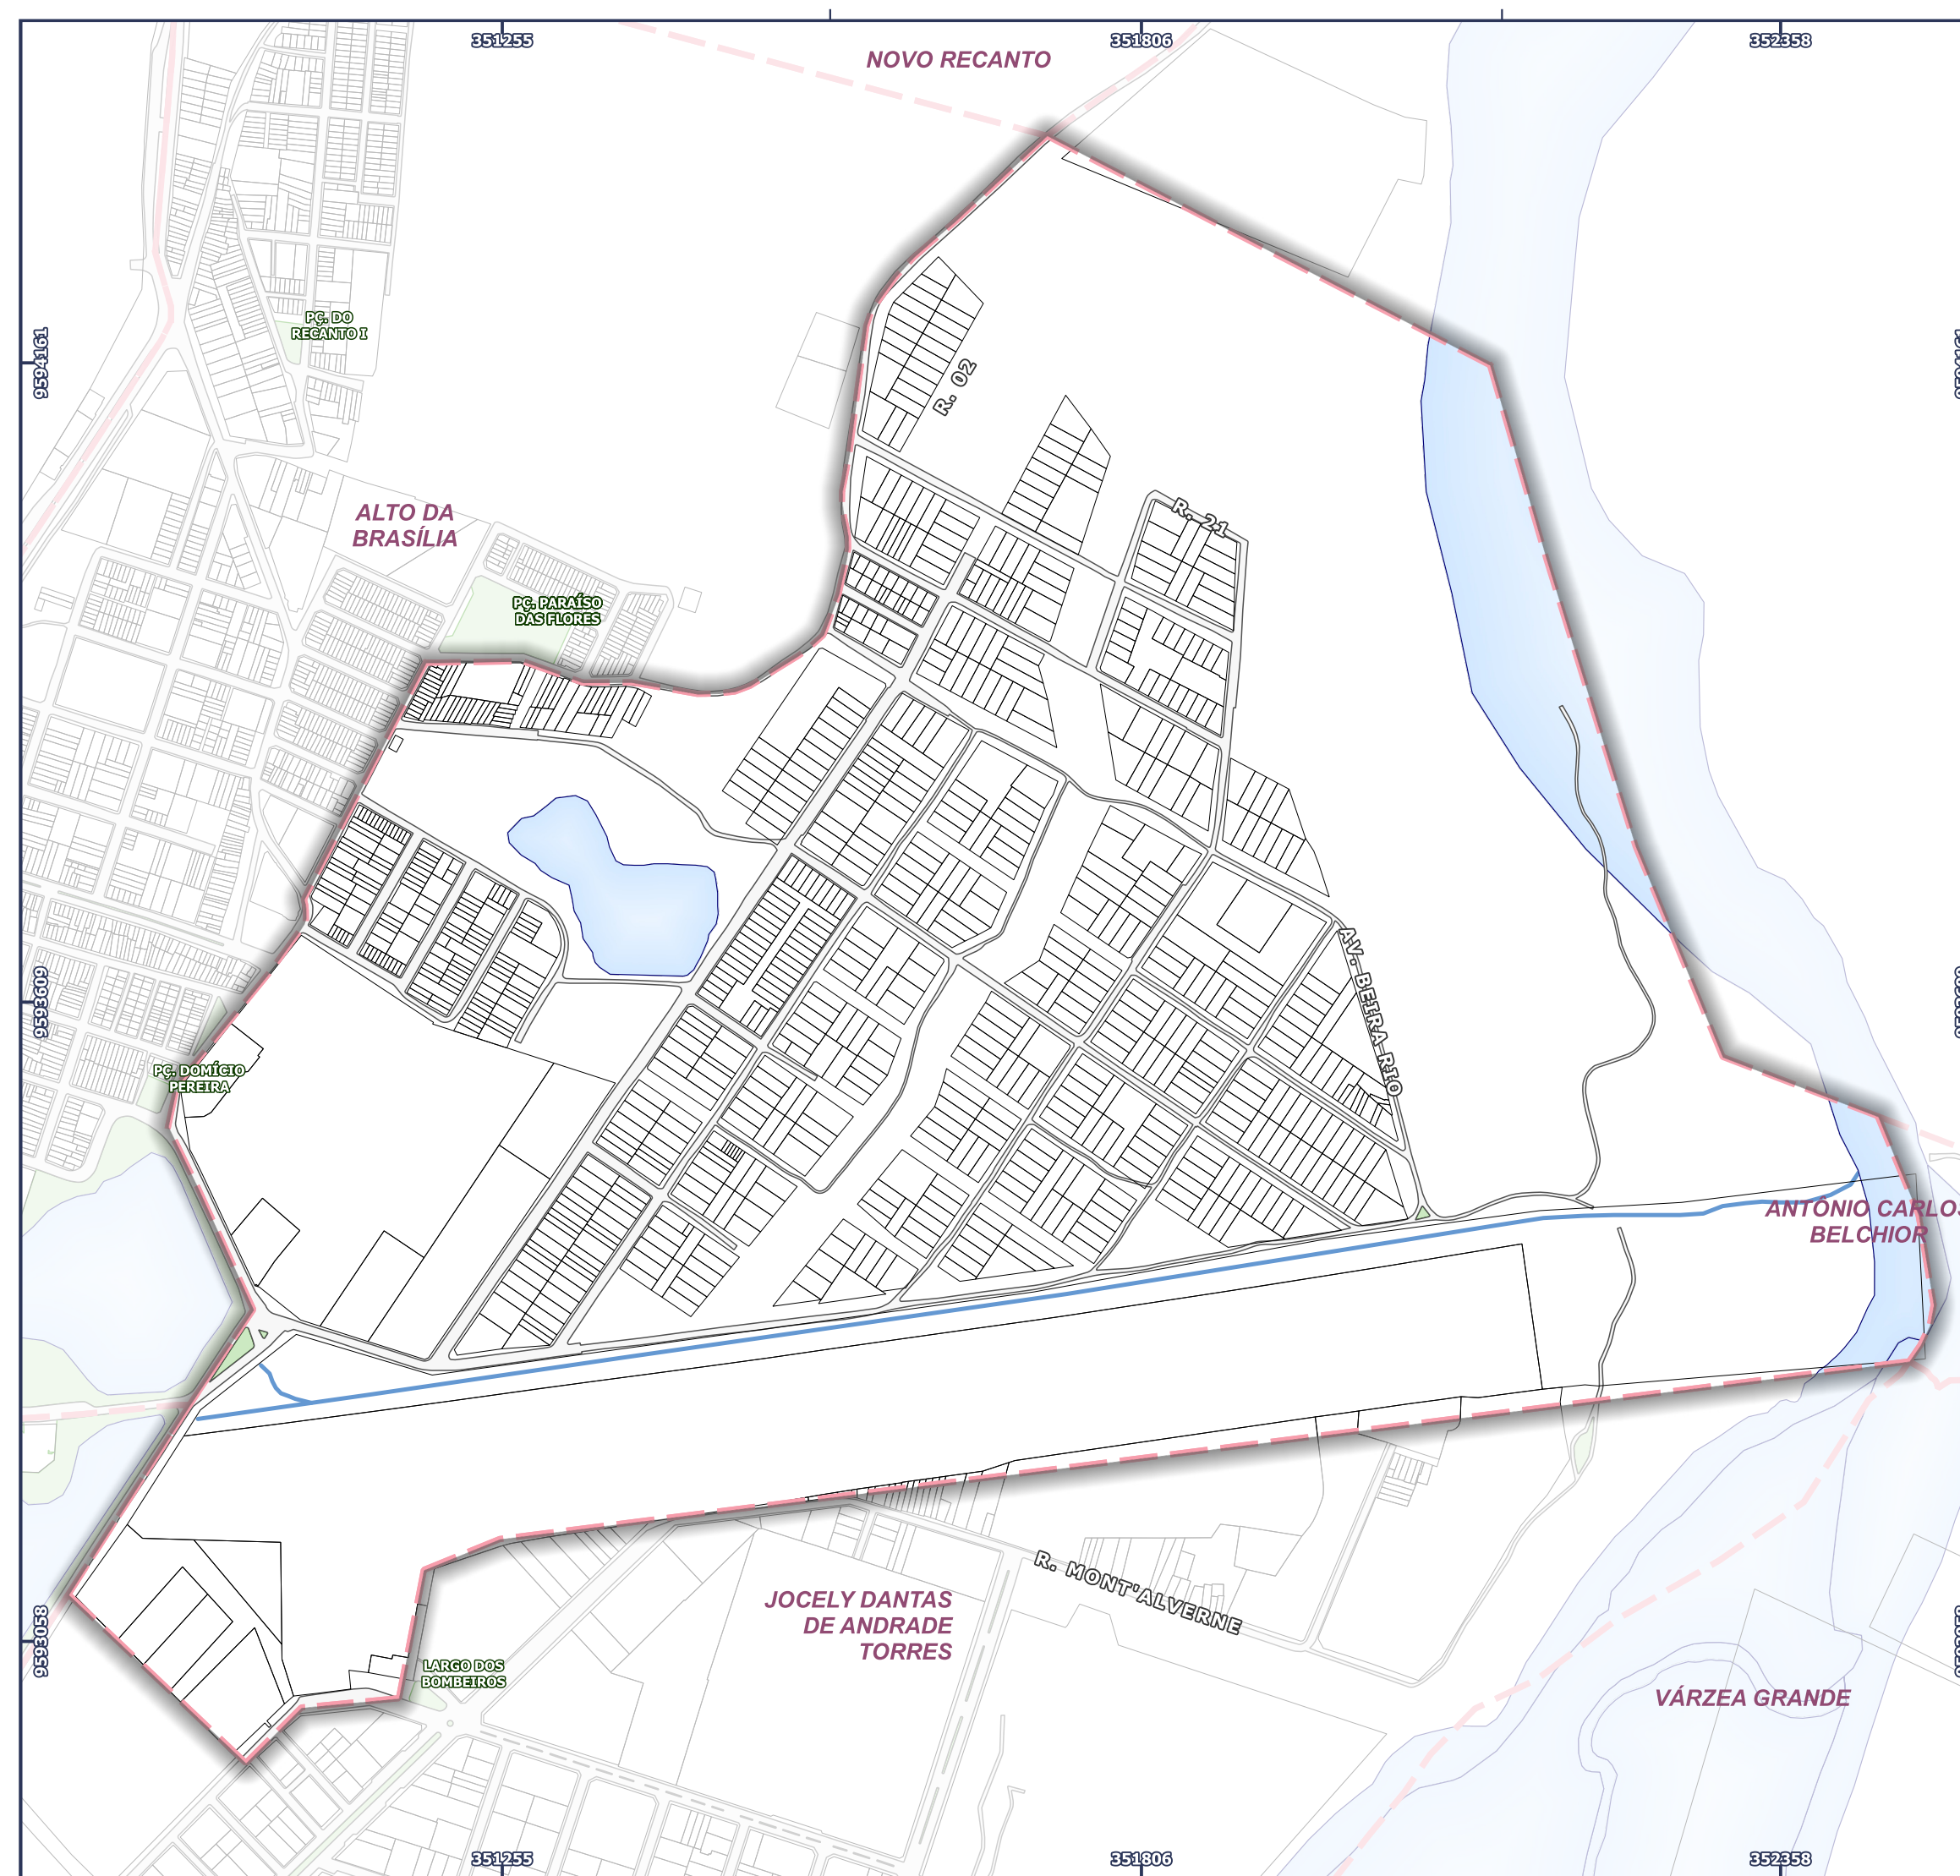 351255
351806
352358
NOVO RECANTO
9594161
PÇ. DO
RECANTO I
R. 02
ALTO DA
BRASÍLIA
R. 21
PÇ. PARAÍSO
DAS FLORES
9593609
AV. BEIRA RIO
PÇ. DOMÍCIO
PEREIRA
ANTÔNIO CARLOS
BELCHIOR
R. MONT'ALVERNE
JOCELY DANTAS
DE ANDRADE
TORRES
9593058
LARGO DOS
BOMBEIROS
VÁRZEA GRANDE
351255
351806
352358